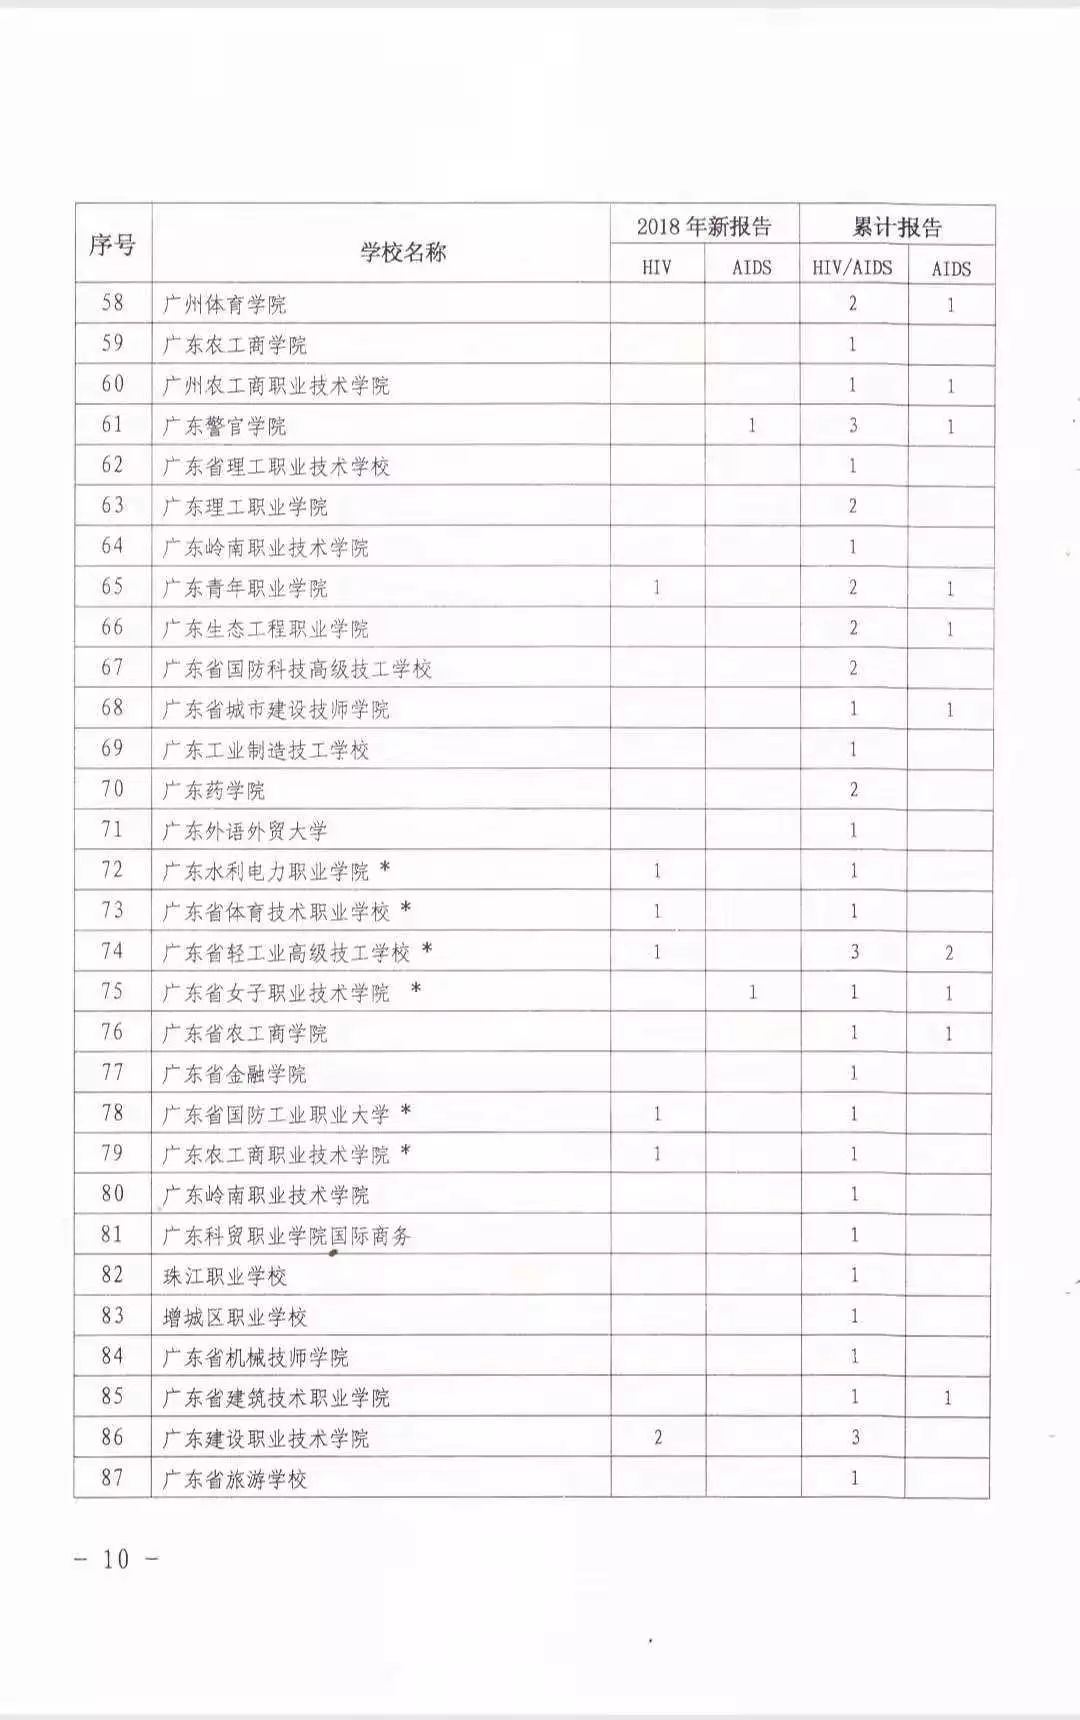 序号 学校名称 2018年新报告 累计报告
HIV AIDS HIV/AIDS AIDS
58 广州体育学院 2 1
59 广东农工商学院 1
60 广州农工商职业技术学院 1 1
61 广东警官学院 1 3 1
62 广东省理工职业技术学校 1
63 广东理工职业学院 2
64 广东岭南职业技术学院 1
65 广东青年职业学院 1 2 1
66 广东生态工程职业学院 2 1
67 广东省国防科技高级技工学校 2
68 广东省城市建设技师学院 1 1
69 广东工业制造技工学校 1
70 广东药学院 2
71 广东外语外贸大学 1
72 广东水利电力职业学院 * 1 1
73 广东省体育技术职业学校 * 1 1
74 广东省轻工业高级技工学校 * 1 3 2
75 广东省女子职业技术学院 * 1 1 1
76 广东省农工商学院 1 1
77 广东省金融学院 1
78 广东省国防工业职业大学 * 1 1
79 广东农工商职业技术学院 * 1 1
80 广东岭南职业技术学院 1
81 广东科贸职业学院国际商务 1
82 珠江职业学校 1
83 增城区职业学校 1
84 广东省机械技师学院 1
85 广东省建筑技术职业学院 1 1
86 广东建设职业技术学院 2 3
87 广东省旅游学校 1
- 10 -